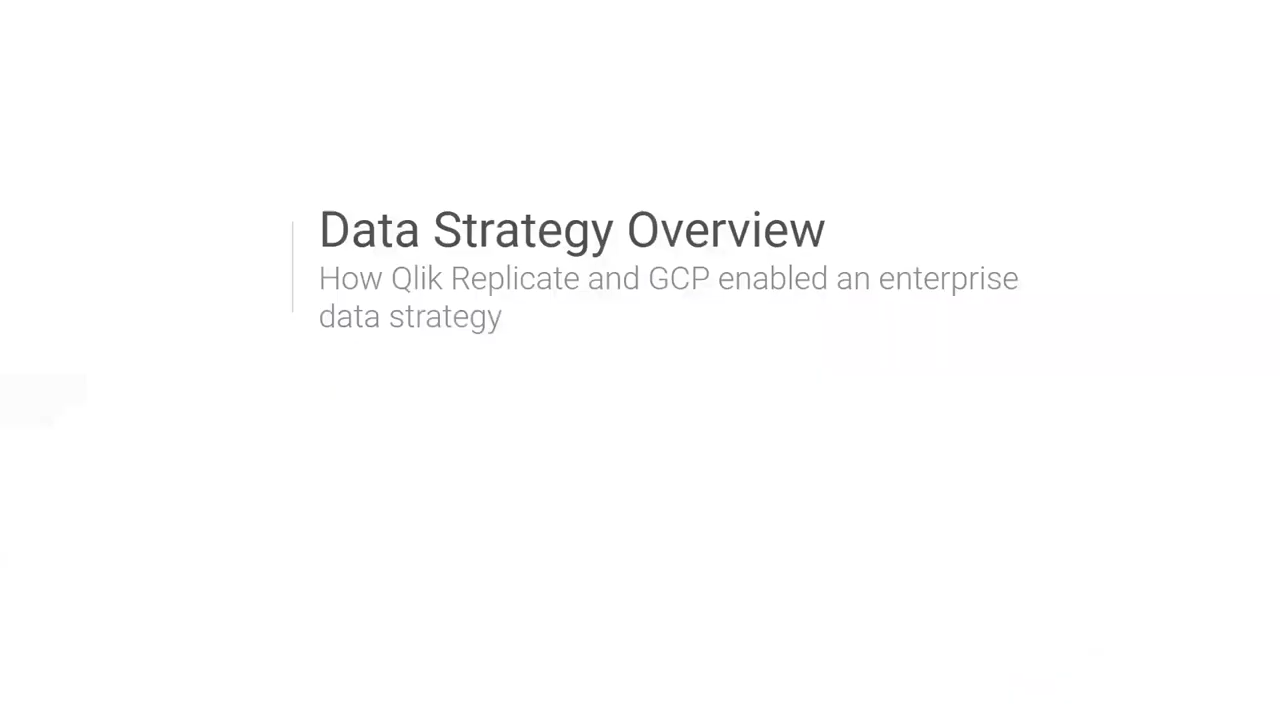 Data Strategy Overview
How Qlik Replicate and GCP enabled an enterprise
data strategy